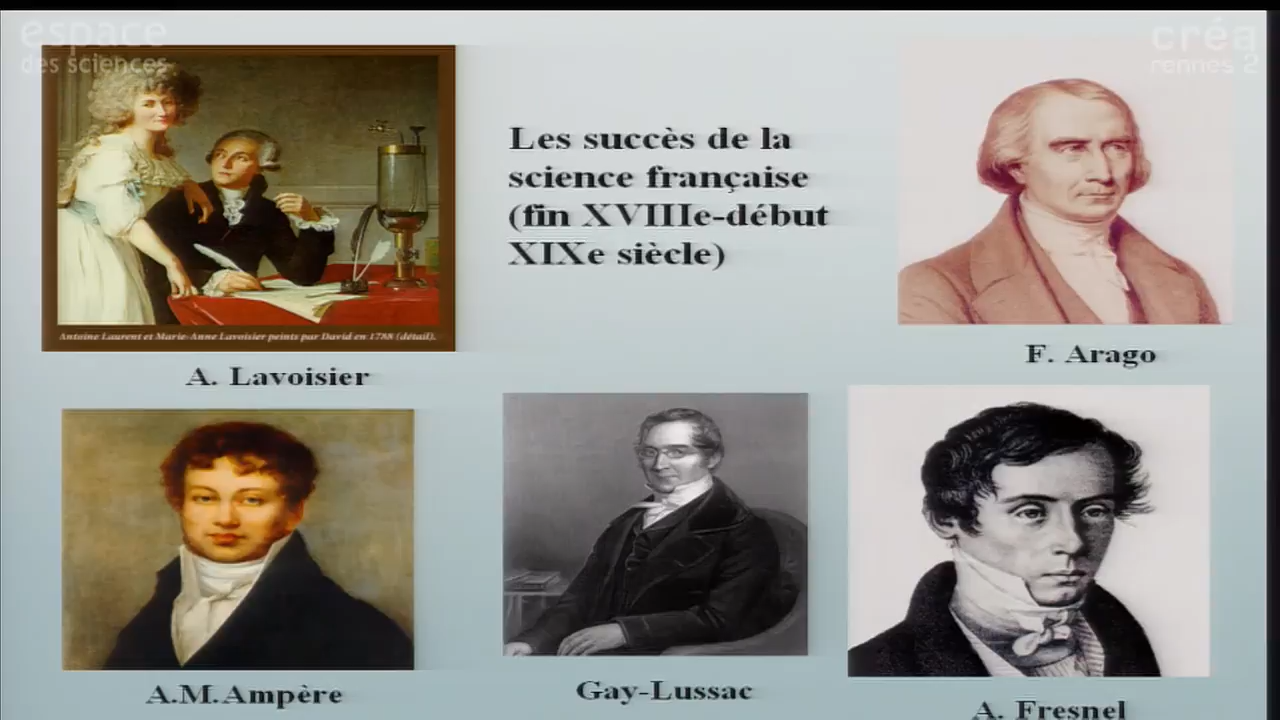 espace
des sciences
créa
rennes 2
Les succès de la
science française
(fin XVIIIe-début
XIXe siècle)
Antoine Laurent et Marie-Anne Lavoisier peints par David en 1788 (détail).
A. Lavoisier
F. Arago
A.M.Ampère
Gay-Lussac
A. Fresnel